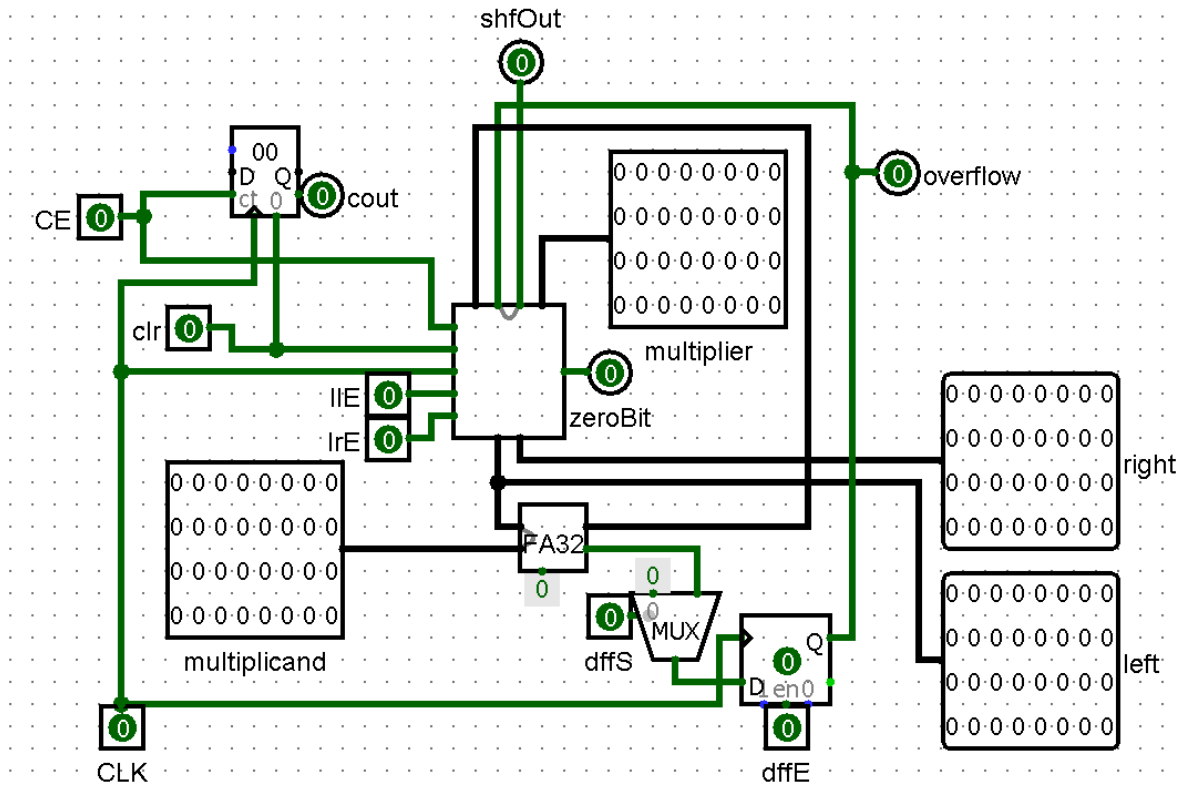 shfOut
0
00
D Q
ct 0
0
cout
CE
0
0
overflow
0 0 0 0 0 0 0 0
0 0 0 0 0 0 0 0
0 0 0 0 0 0 0 0
0 0 0 0 0 0 0 0
multiplier
clr
0
0
zeroBit
llE
0
lrE
0
0 0 0 0 0 0 0 0
0 0 0 0 0 0 0 0
0 0 0 0 0 0 0 0
0 0 0 0 0 0 0 0
right
0 0 0 0 0 0 0 0
0 0 0 0 0 0 0 0
0 0 0 0 0 0 0 0
0 0 0 0 0 0 0 0
multiplicand
FA32
0
0
0
MUX
0
dffS
Q
0
D
1 en 0
0
dffE
0 0 0 0 0 0 0 0
0 0 0 0 0 0 0 0
0 0 0 0 0 0 0 0
0 0 0 0 0 0 0 0
left
0
CLK